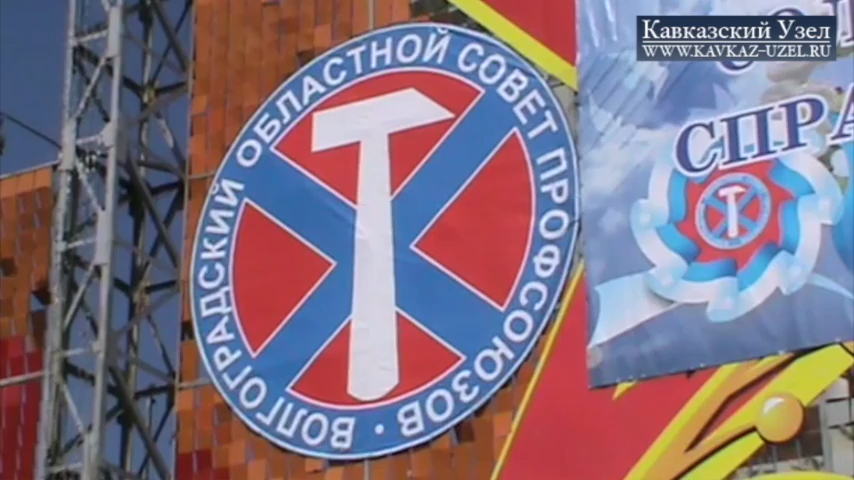 Кавказский Узел
WWW.KAVKAZ-UZEL.RU
ВОЛГОГРАДСКИЙ ОБЛАСТНОЙ СОВЕТ ПРОФСОЮЗОВ •
СПРА